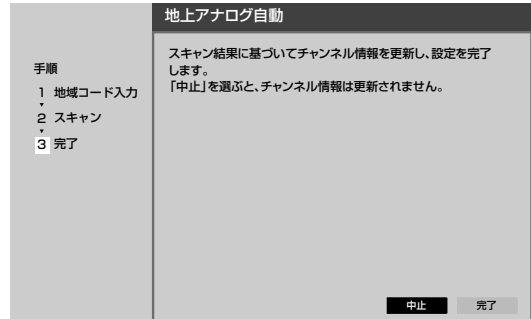 地上アナログ自動
手順
1 地域コード入力
2 スキャン
3 完了
スキャン結果に基づいてチャンネル情報を更新し、設定を完了
します。
「中止」を選ぶと、チャンネル情報は更新されません。
中止 完了